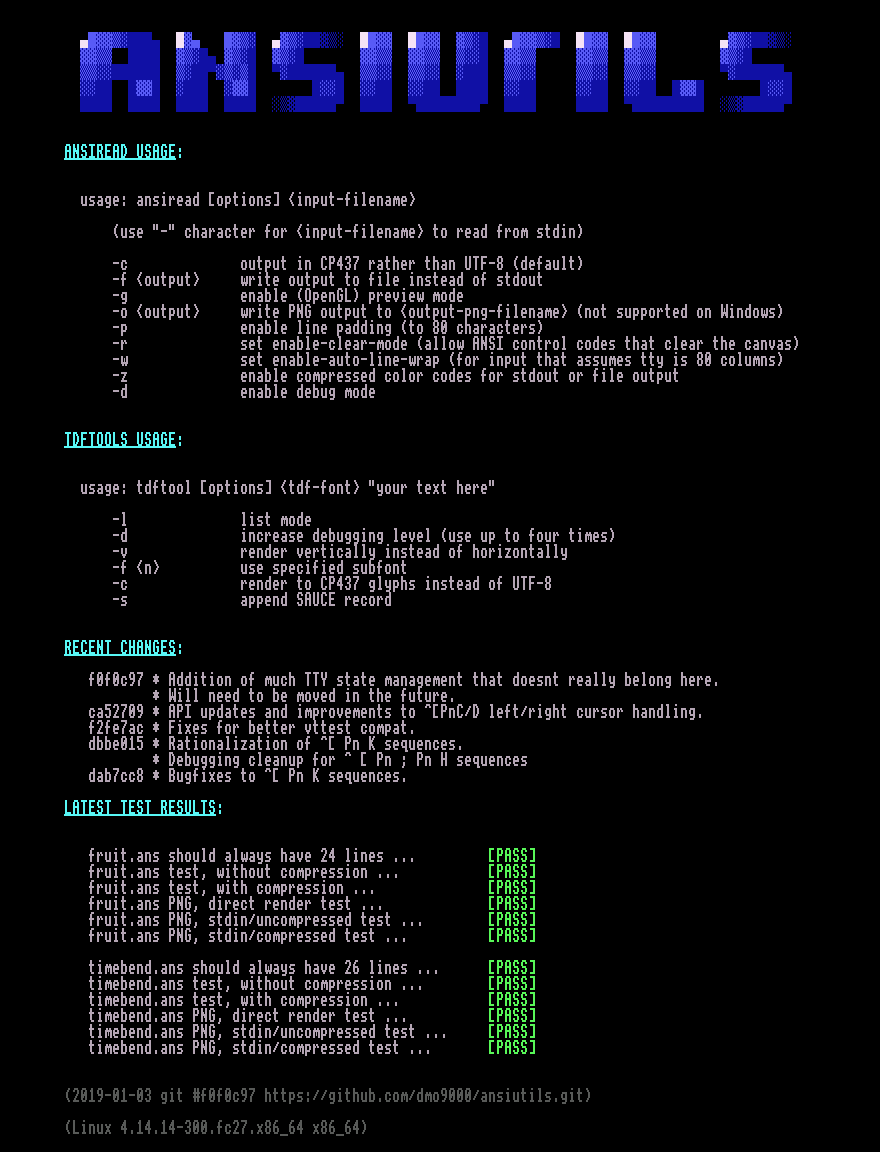 ANSIUTILS
ANSIREAD USAGE:
usage: ansiread [options] <input-filename>
(use "-" character for <input-filename> to read from stdin)
-c output in CP437 rather than UTF-8 (default)
-f <output> write output to file instead of stdout
-g enable (OpenGL) preview mode
-o <output> write PNG output to <output-png-filename> (not supported on Windows)
-p enable line padding (to 80 characters)
-r set enable-clear-mode (allow ANSI control codes that clear the canvas)
-w set enable-auto-line-wrap (for input that assumes tty is 80 columns)
-z enable compressed color codes for stdout or file output
-d enable debug mode
TDFTOOLS USAGE:
usage: tdftool [options] <tdf-font> "your text here"
-l list mode
-d increase debugging level (use up to four times)
-v render vertically instead of horizontally
-f <n> use specified subfont
-c render to CP437 glyphs instead of UTF-8
-s append SAUCE record
RECENT CHANGES:
f0f0c97 * Addition of much TTY state management that doesnt really belong here.
* Will need to be moved in the future.
ca52709 * API updates and improvements to ^[PnC/D left/right cursor handling.
f2fe7ac * Fixes for better vttest compat.
dbbe015 * Rationalization of ^[ Pn K sequences.
* Debugging cleanup for ^ [ Pn ; Pn H sequences
dab7cc8 * Bugfixes to ^[ Pn K sequences.
LATEST TEST RESULTS:
fruit.ans should always have 24 lines ... [PASS]
fruit.ans test, without compression ... [PASS]
fruit.ans test, with compression ... [PASS]
fruit.ans PNG, direct render test ... [PASS]
fruit.ans PNG, stdin/uncompressed test ... [PASS]
fruit.ans PNG, stdin/compressed test ... [PASS]
timebend.ans should always have 26 lines ... [PASS]
timebend.ans test, without compression ... [PASS]
timebend.ans test, with compression ... [PASS]
timebend.ans PNG, direct render test ... [PASS]
timebend.ans PNG, stdin/uncompressed test ... [PASS]
timebend.ans PNG, stdin/compressed test ... [PASS]
(2019-01-03 git #f0f0c97 https://github.com/dmo9000/ansiutils.git)
(Linux 4.14.14-300.fc27.x86_64 x86_64)